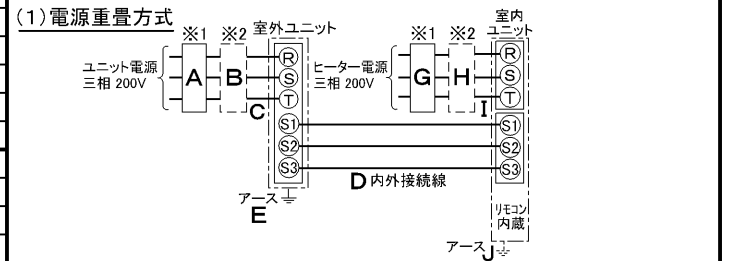 (1)電源重畳方式
※1 ※2 室外ユニット
ユニット電源
三相 200V
A B C
R
S
T
S1
S2
S3
アース
E
D 内外接続線
※1 ※2
室内
ユニット
ヒーター電源
三相 200V
G H I
R
S
T
S1
S2
S3
リモコン
内蔵
アース J